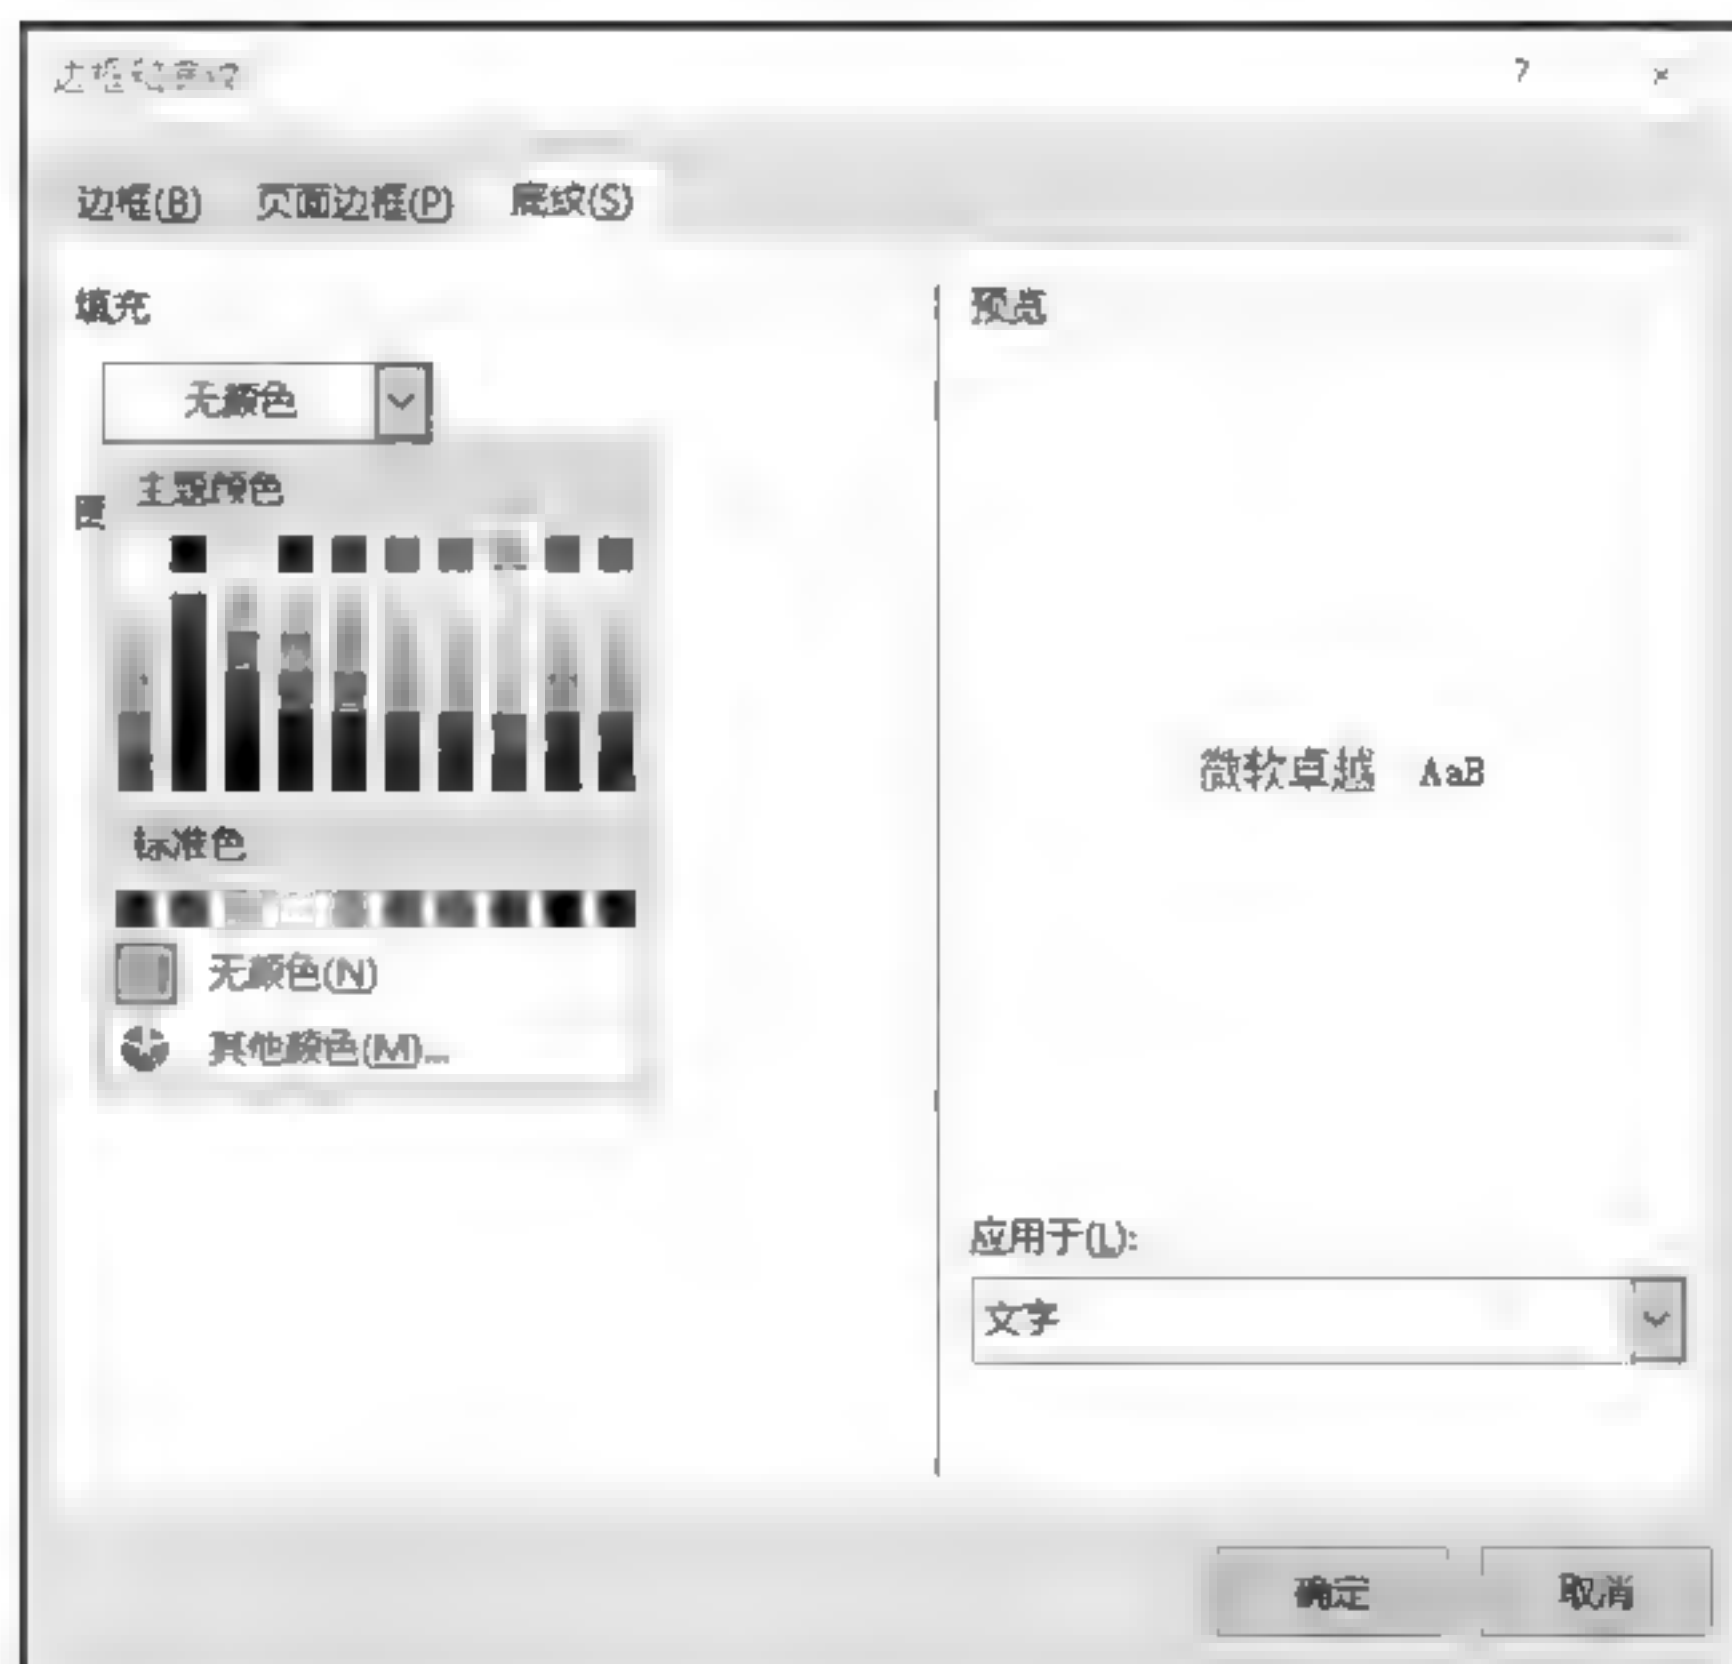 边框(B) 页面边框(P) 底纹(S)
填充
无颜色
主题颜色
标准色
无颜色(N)
其他颜色(M)...
预览
微软卓越 AaB
应用于(L):
文字
确定 取消